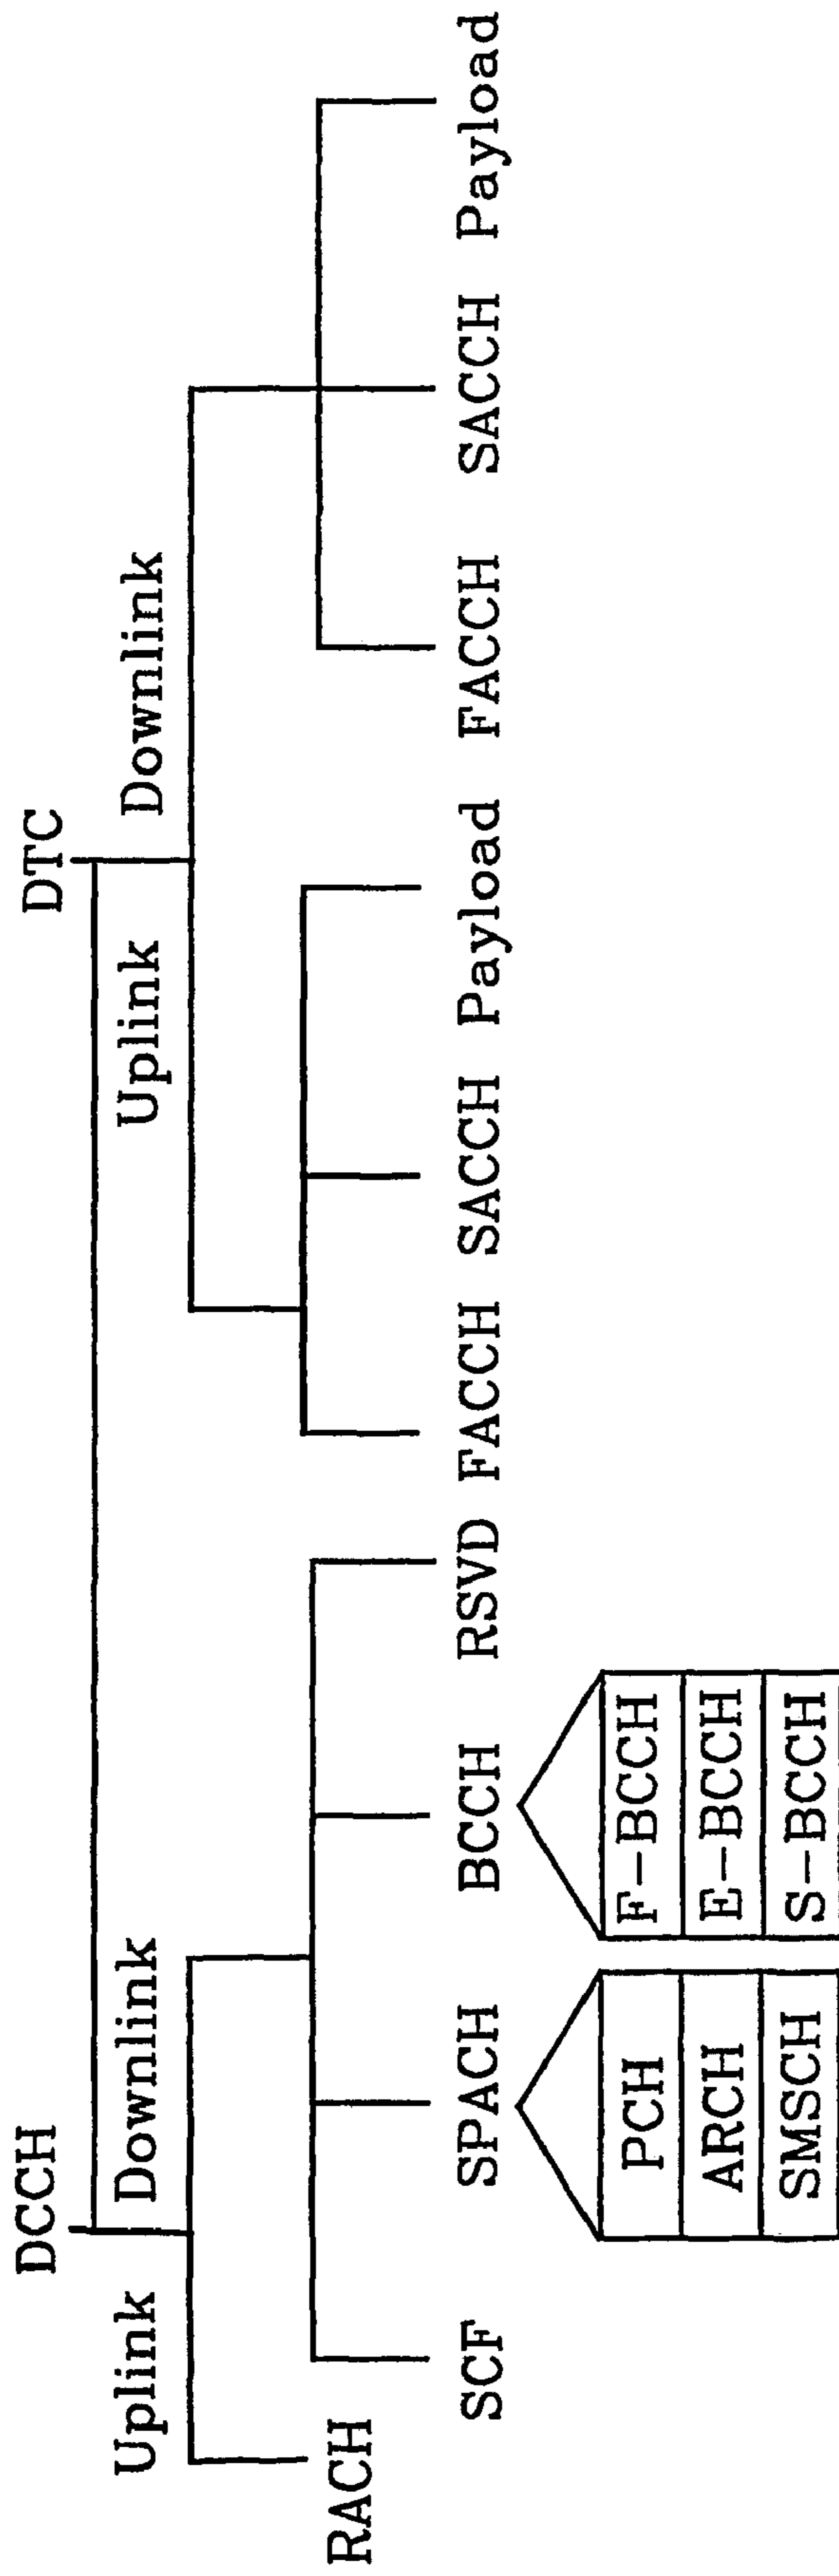 DCCH
DTC
Uplink
Downlink
Uplink
Downlink
RACH
SCF
SPACH
BCCH
RSVD
FACCH
SACCH
Payload
FACCH
SACCH
Payload
PCH
ARCH
SMSCH
F-BCCH
E-BCCH
S-BCCH